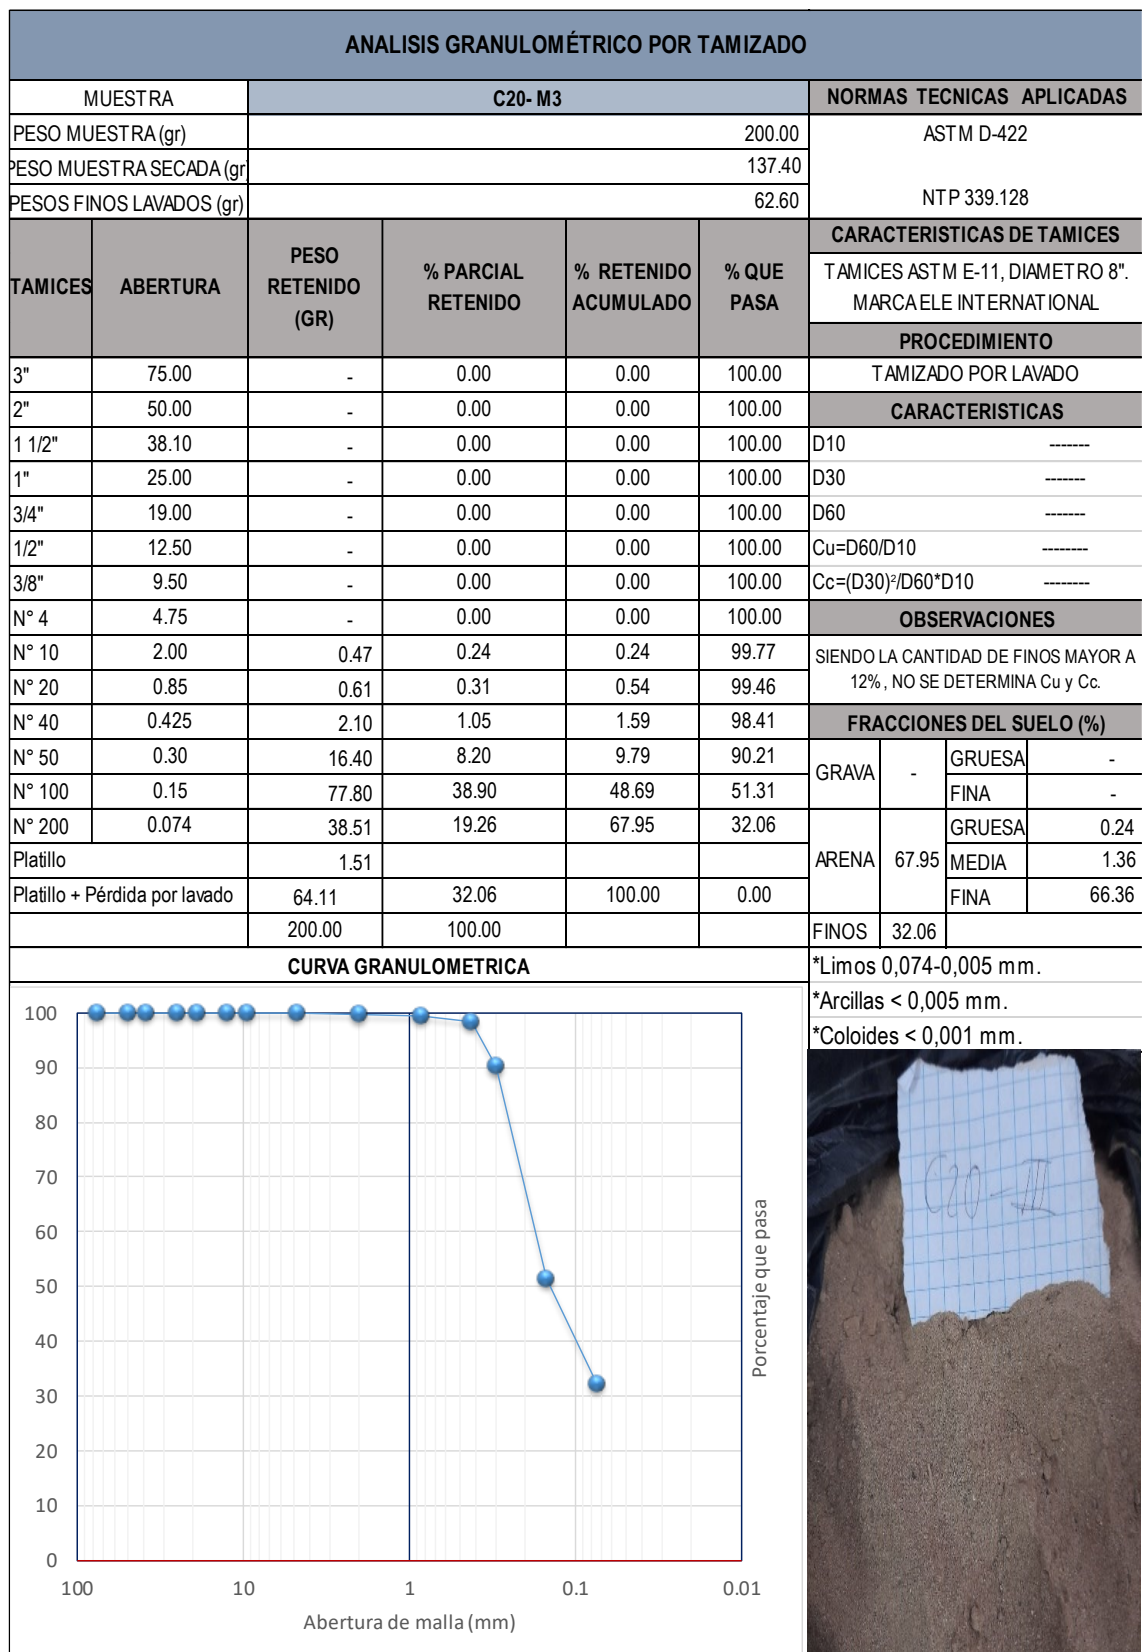 ANALISIS GRANULOMÉTRICO POR TAMIZADO
MUESTRA C20- M3 NORMAS TECNICAS APLICADAS
PESO MUESTRA (gr) 200.00 ASTM D-422
PESO MUESTRA SECADA (gr 137.40
PESOS FINOS LAVADOS (gr) 62.60 NTP 339.128
TAMICES ABERTURA PESO RETENIDO (GR) % PARCIAL RETENIDO % RETENIDO ACUMULADO % QUE PASA
CARACTERISTICAS DE TAMICES
TAMICES ASTM E-11, DIAMETRO 8".
MARCA ELE INTERNATIONAL
PROCEDIMIENTO
3" 75.00 - 0.00 0.00 100.00 TAMIZADO POR LAVADO
2" 50.00 - 0.00 0.00 100.00 CARACTERISTICAS
1 1/2" 38.10 - 0.00 0.00 100.00 D10 -------
1" 25.00 - 0.00 0.00 100.00 D30 -------
3/4" 19.00 - 0.00 0.00 100.00 D60 -------
1/2" 12.50 - 0.00 0.00 100.00 Cu=D60/D10 --------
3/8" 9.50 - 0.00 0.00 100.00 Cc=(D30)²/D60*D10 --------
N° 4 4.75 - 0.00 0.00 100.00 OBSERVACIONES
N° 10 2.00 0.47 0.24 0.24 99.77 SIENDO LA CANTIDAD DE FINOS MAYOR A
N° 20 0.85 0.61 0.31 0.54 99.46 12%, NO SE DETERMINA Cu y Cc.
N° 40 0.425 2.10 1.05 1.59 98.41 FRACCIONES DEL SUELO (%)
N° 50 0.30 16.40 8.20 9.79 90.21 GRAVA - GRUESA -
N° 100 0.15 77.80 38.90 48.69 51.31 FINA -
N° 200 0.074 38.51 19.26 67.95 32.06 GRUESA 0.24
Platillo 1.51 ARENA 67.95 MEDIA 1.36
Platillo + Pérdida por lavado 64.11 32.06 100.00 0.00 FINA 66.36
200.00 100.00 FINOS 32.06
CURVA GRANULOMETRICA *Limos 0,074-0,005 mm.
*Arcillas < 0,005 mm.
*Coloides < 0,001 mm.
100
90
80
70
60
50
40
30
20
10
0
100 10 1 0.1 0.01
Abertura de malla (mm)
Porcentaje que pasa
C20-II